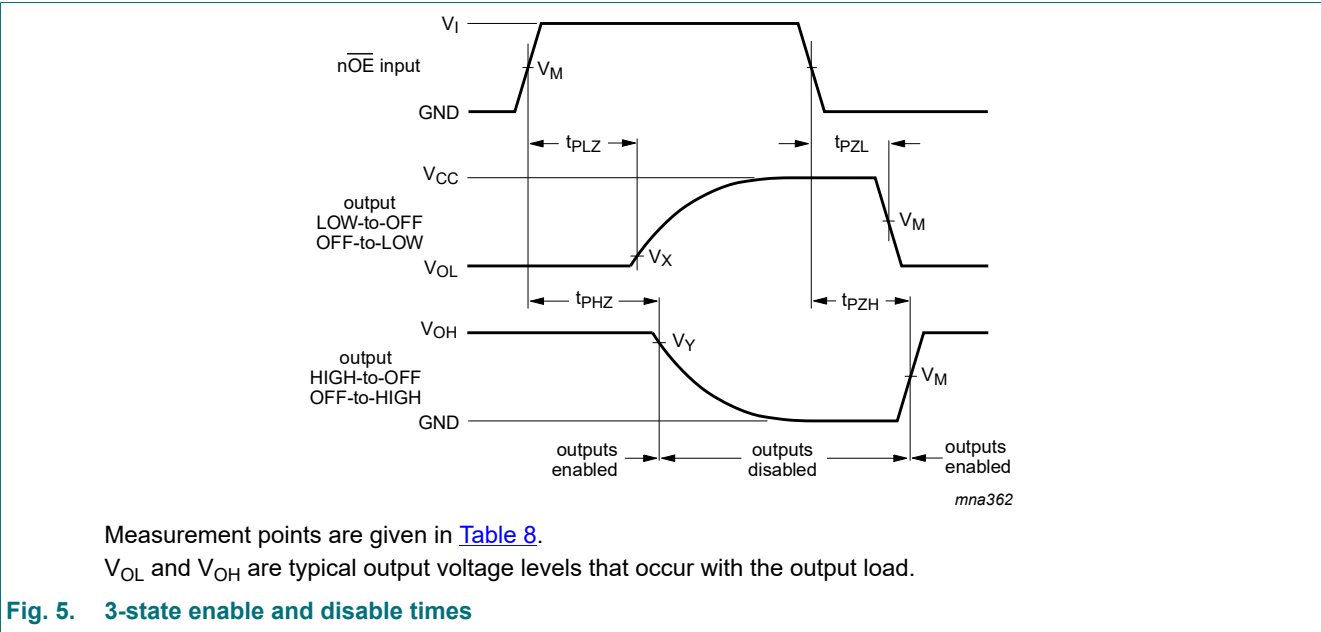 VI
nOE input
VM
GND
tPLZ
tPZL
VCC
output
LOW-to-OFF
OFF-to-LOW
VM
VX
VOL
tPHZ
tPZH
VOH
VY
output
HIGH-to-OFF
OFF-to-HIGH
VM
GND
outputs
enabled
outputs
disabled
outputs
enabled
mna362
Measurement points are given in Table 8.
VOL and VOH are typical output voltage levels that occur with the output load.
Fig. 5. 3-state enable and disable times